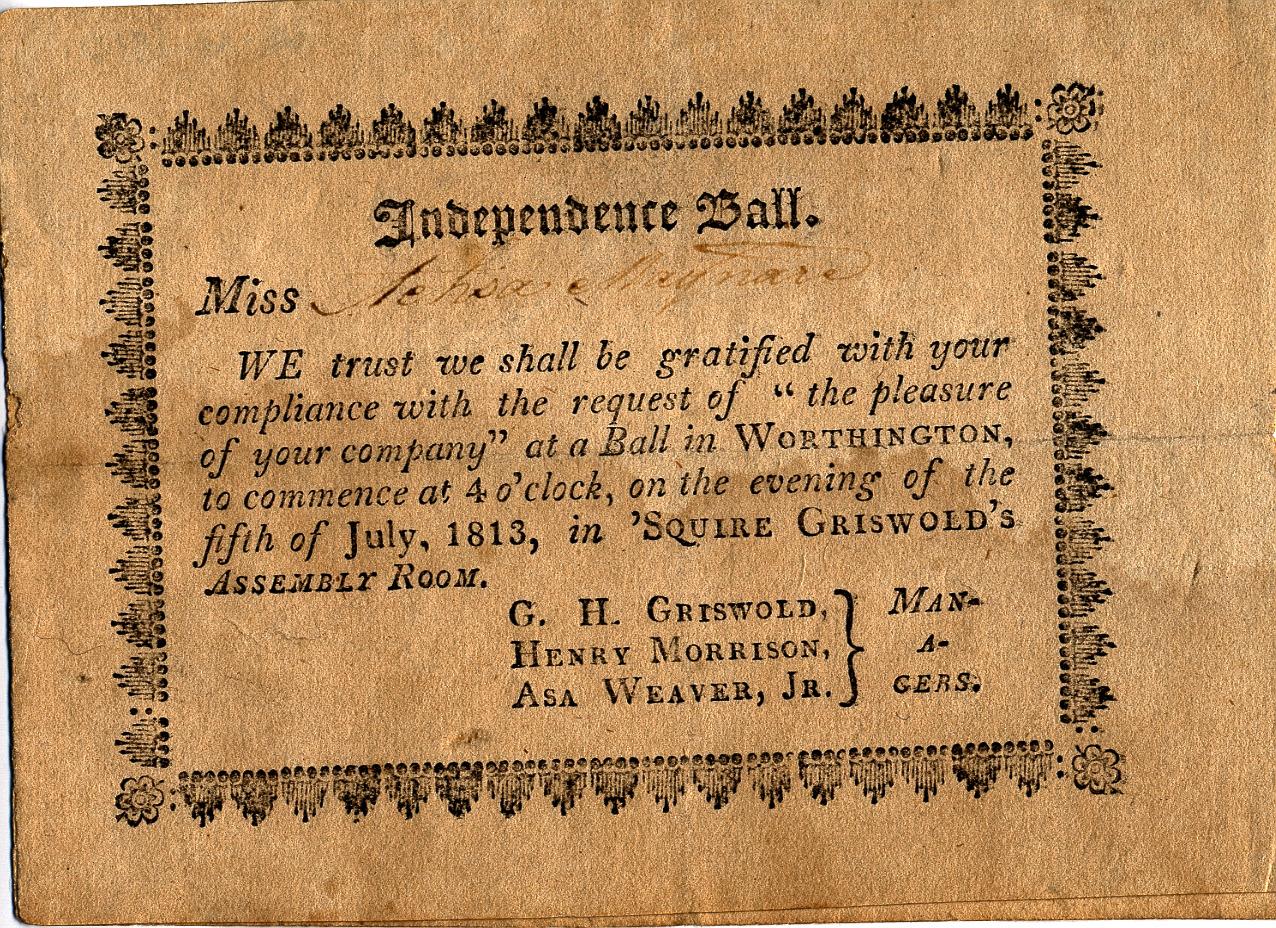 Independence Ball.
Miss Maynard
WE trust we shall be gratified with your
compliance with the request of “ the pleasure
of your company” at a Ball in WORTHINGTON,
to commence at 4 o’clock, on the evening of the
fifth of July, 1813, in ’SQUIRE GRISWOLD’S
ASSEMBLY ROOM.
G. H. GRISWOLD,
HENRY MORRISON,
ASA WEAVER, JR.
MAN-
A-
GERS.